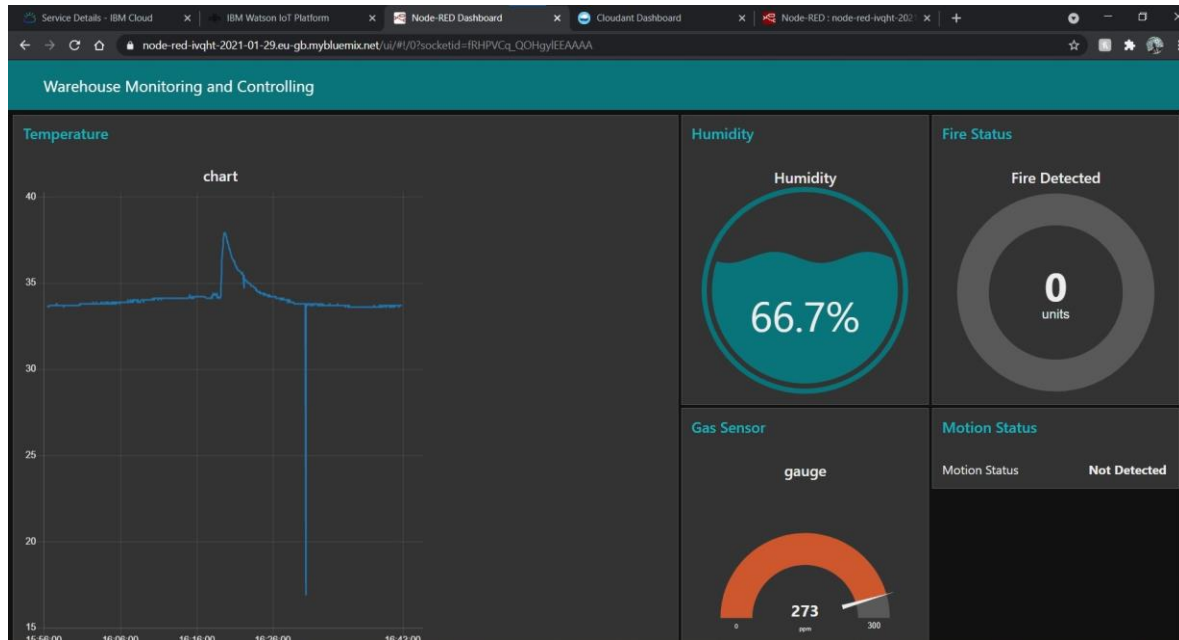 Service Details - IBM Cloud
IBM Watson IoT Platform
Node-RED Dashboard
Cloudant Dashboard
Node-RED : node-red-ivqht-2021
node-red-ivqht-2021-01-29.eu-gb.mybluemix.net/ui/#!/0?socketid=fRHPVCq_QOHgylEEAAAA
Warehouse Monitoring and Controlling
Temperature
chart
40
35
30
25
20
15
15:56:00 16:06:00 16:16:00 16:26:00 16:43:00
Humidity
Humidity
66.7%
Fire Status
Fire Detected
0
units
Gas Sensor
gauge
273
ppm
0 300
Motion Status
Motion Status Not Detected